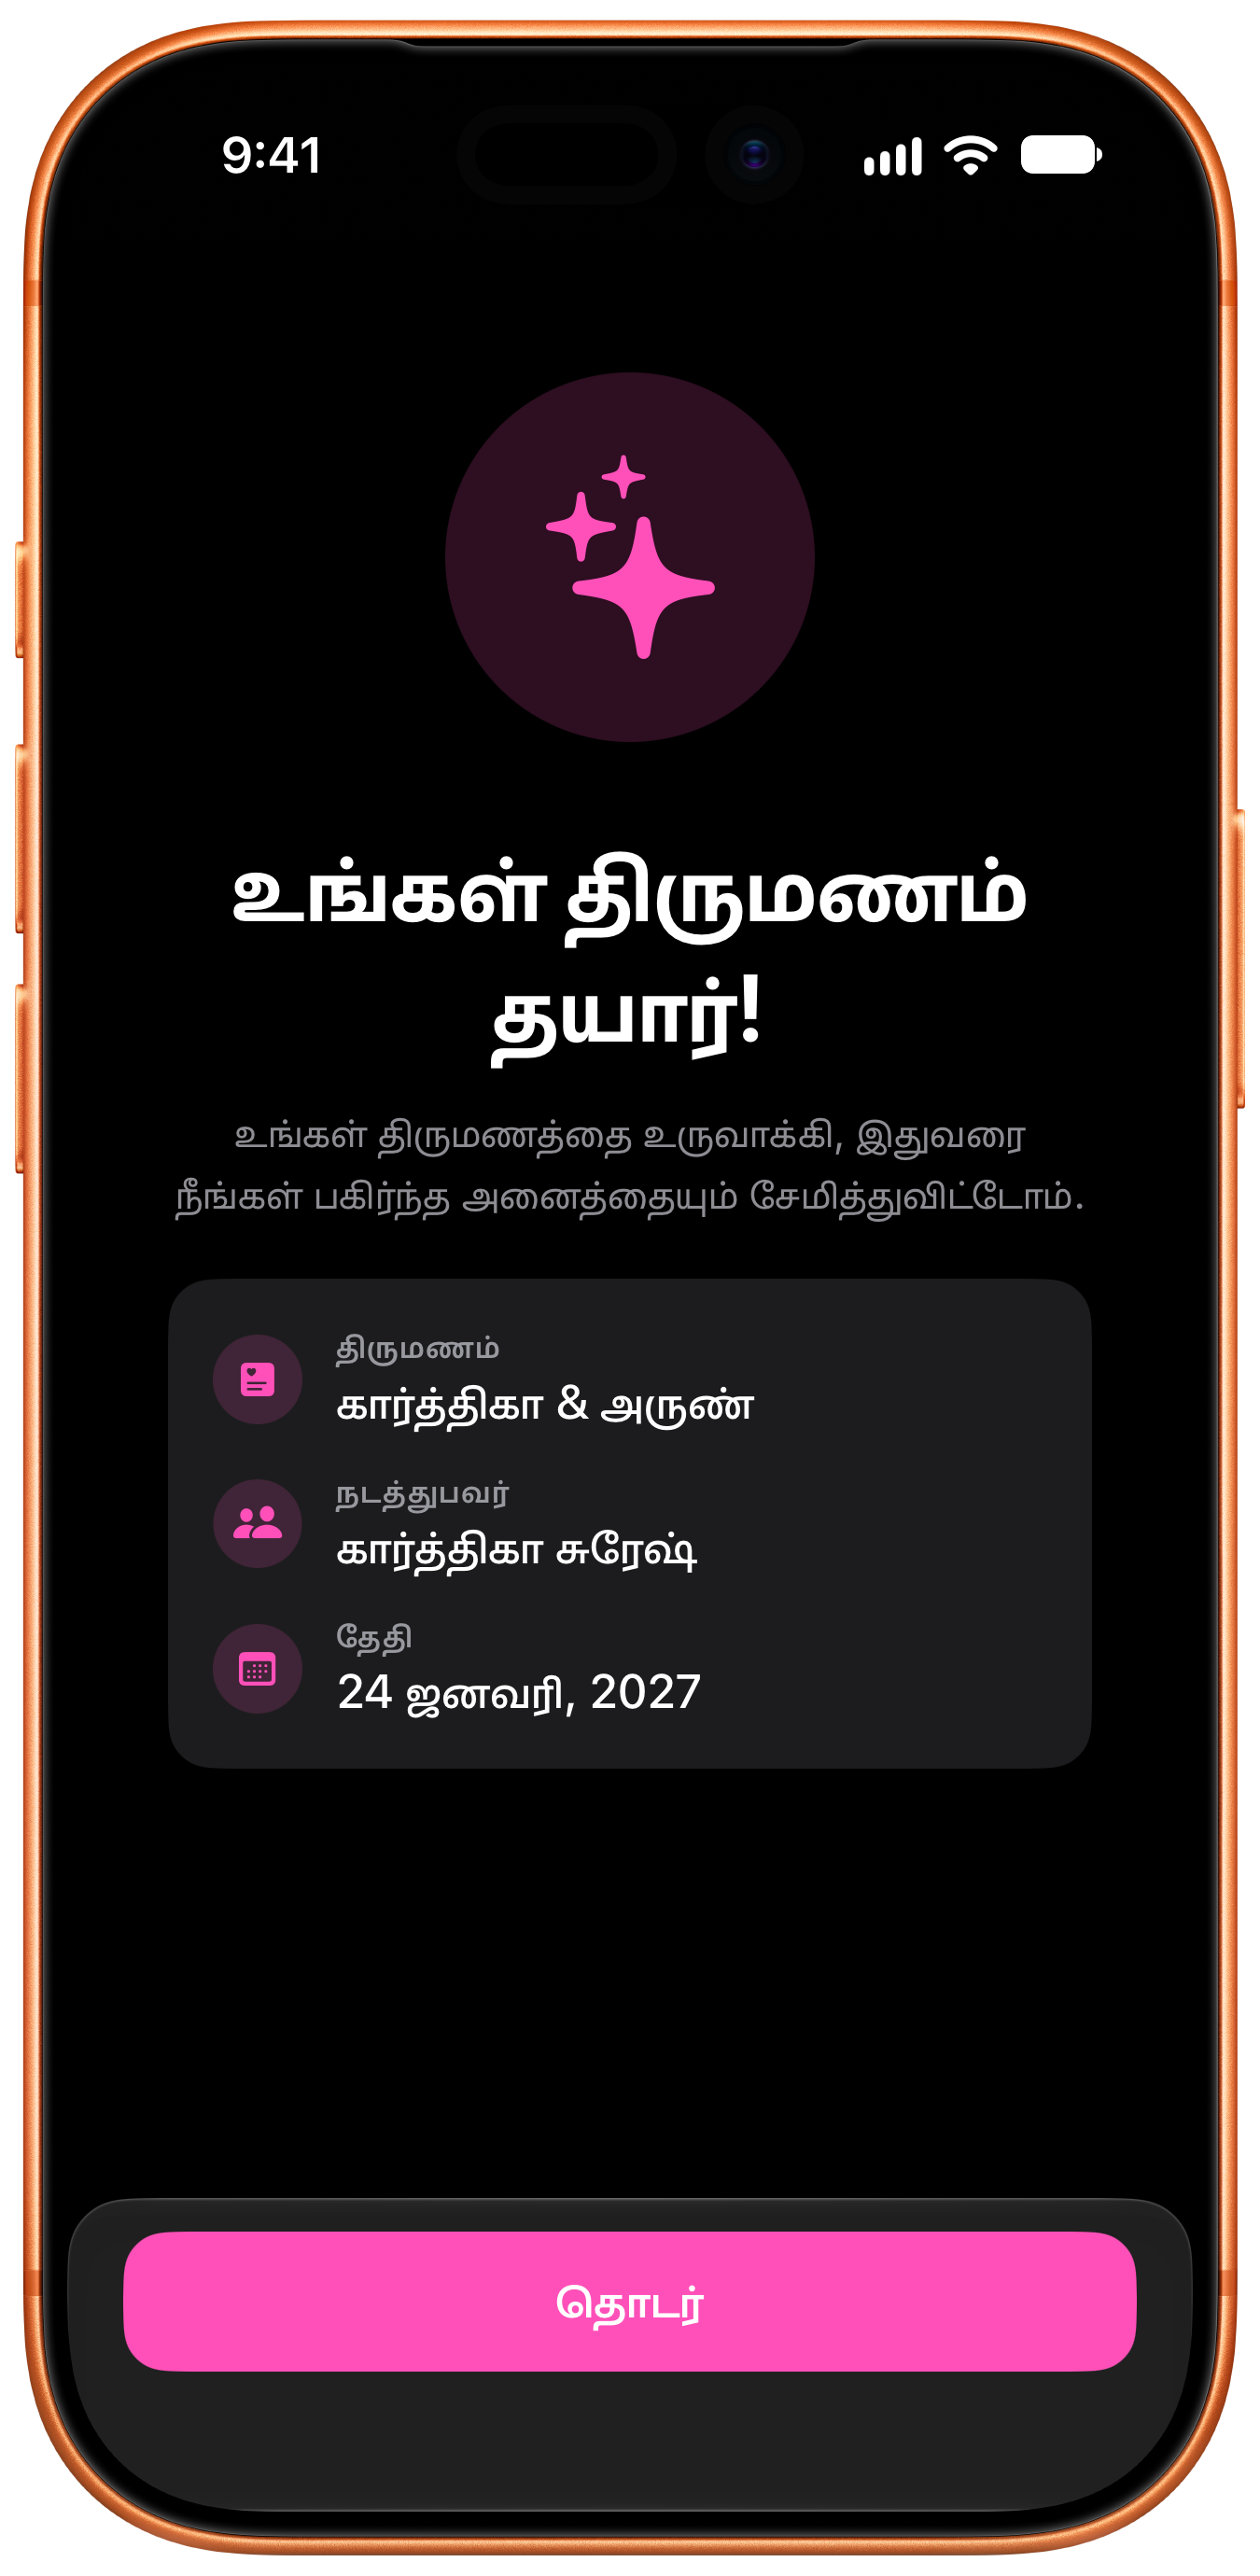 9:41
உங்கள் திருமணம்
தயார்!
உங்கள் திருமணத்தை உருவாக்கி, இதுவரை
நீங்கள் பகிர்ந்த அனைத்தையும் சேமித்துவிட்டோம்.
திருமணம்
கார்த்திகா & அருண்
நடத்துபவர்
கார்த்திகா சுரேஷ்
தேதி
24 ஜனவரி, 2027
தொடர்